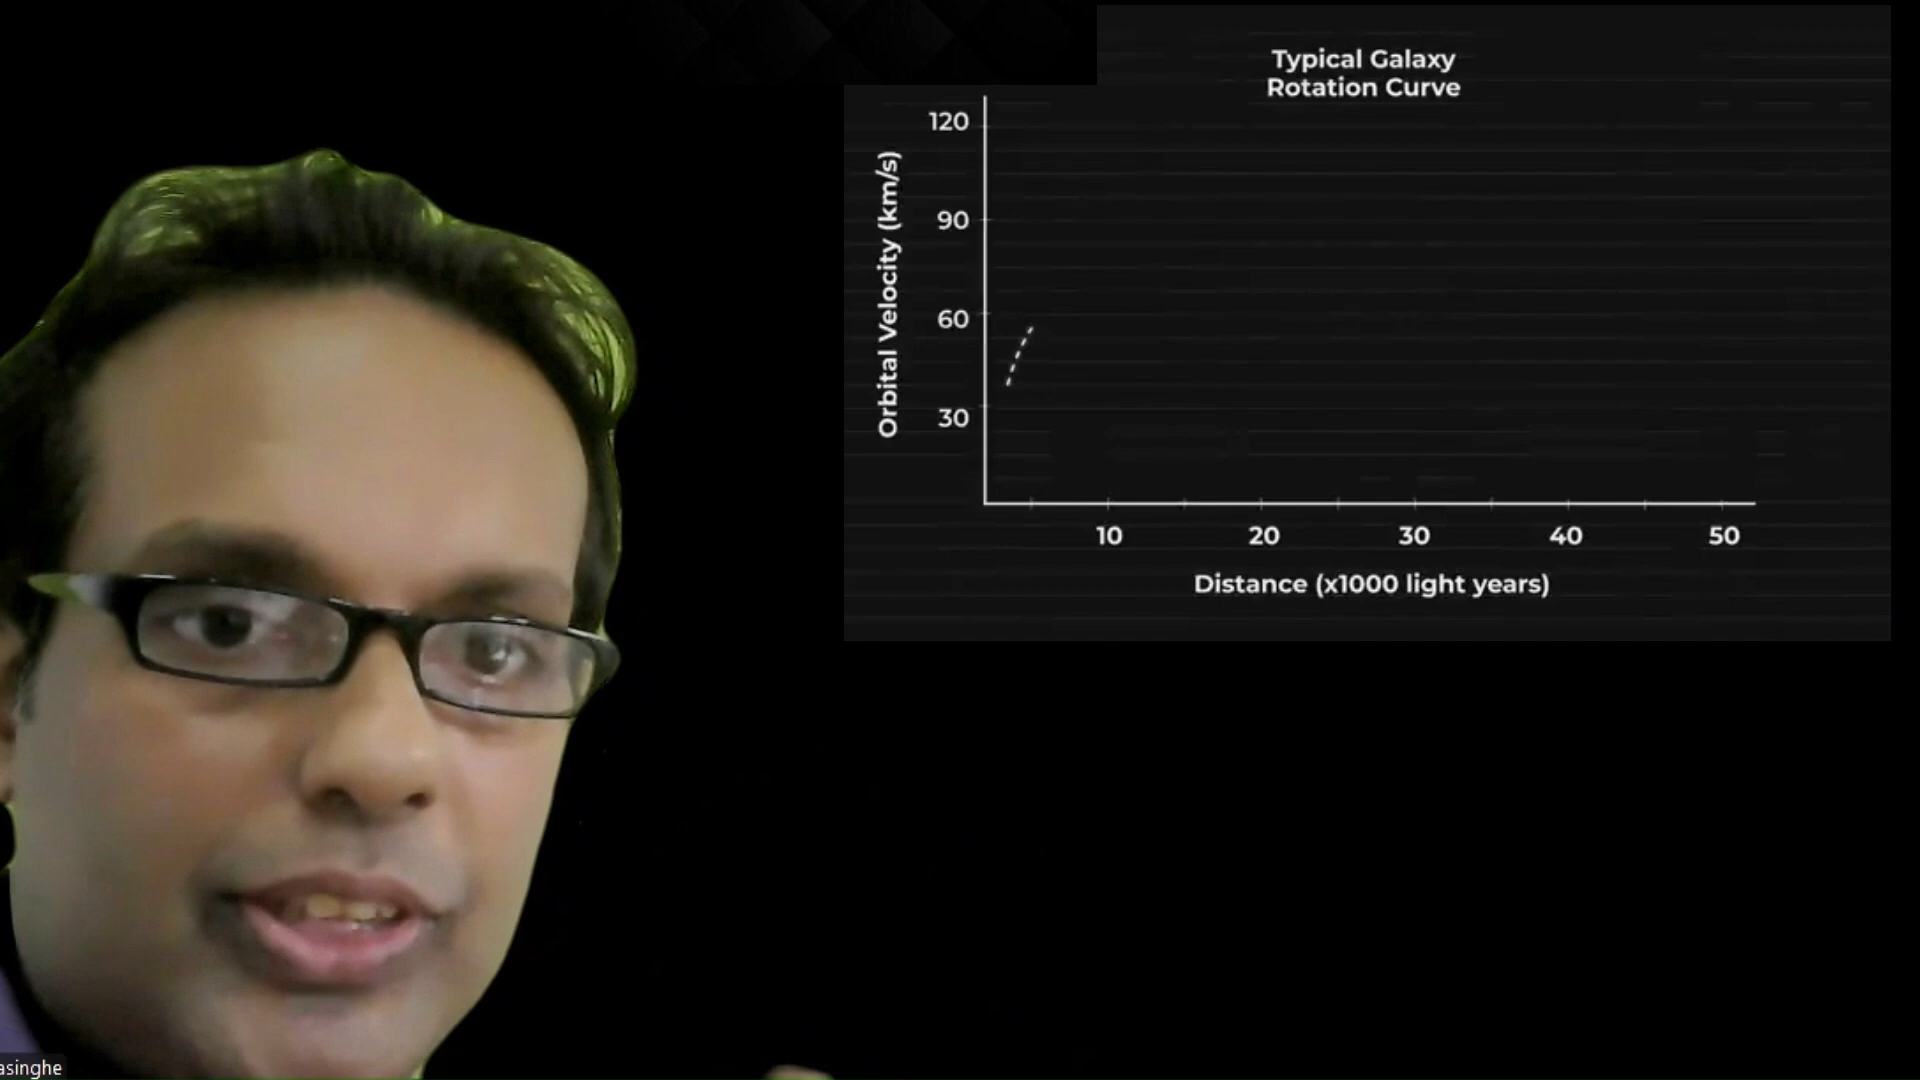 Typical Galaxy
Rotation Curve
120
90
60
30
Orbital Velocity (km/s)
10 20 30 40 50
Distance (x1000 light years)
asinghe